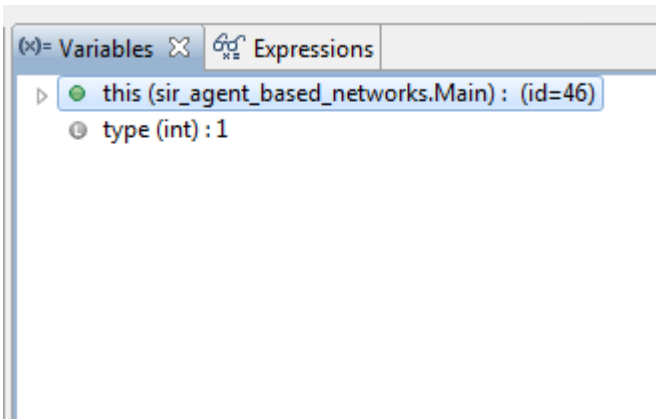 (x)= Variables Expressions
this (sir_agent_based_networks.Main) : (id=46)
L type (int) : 1